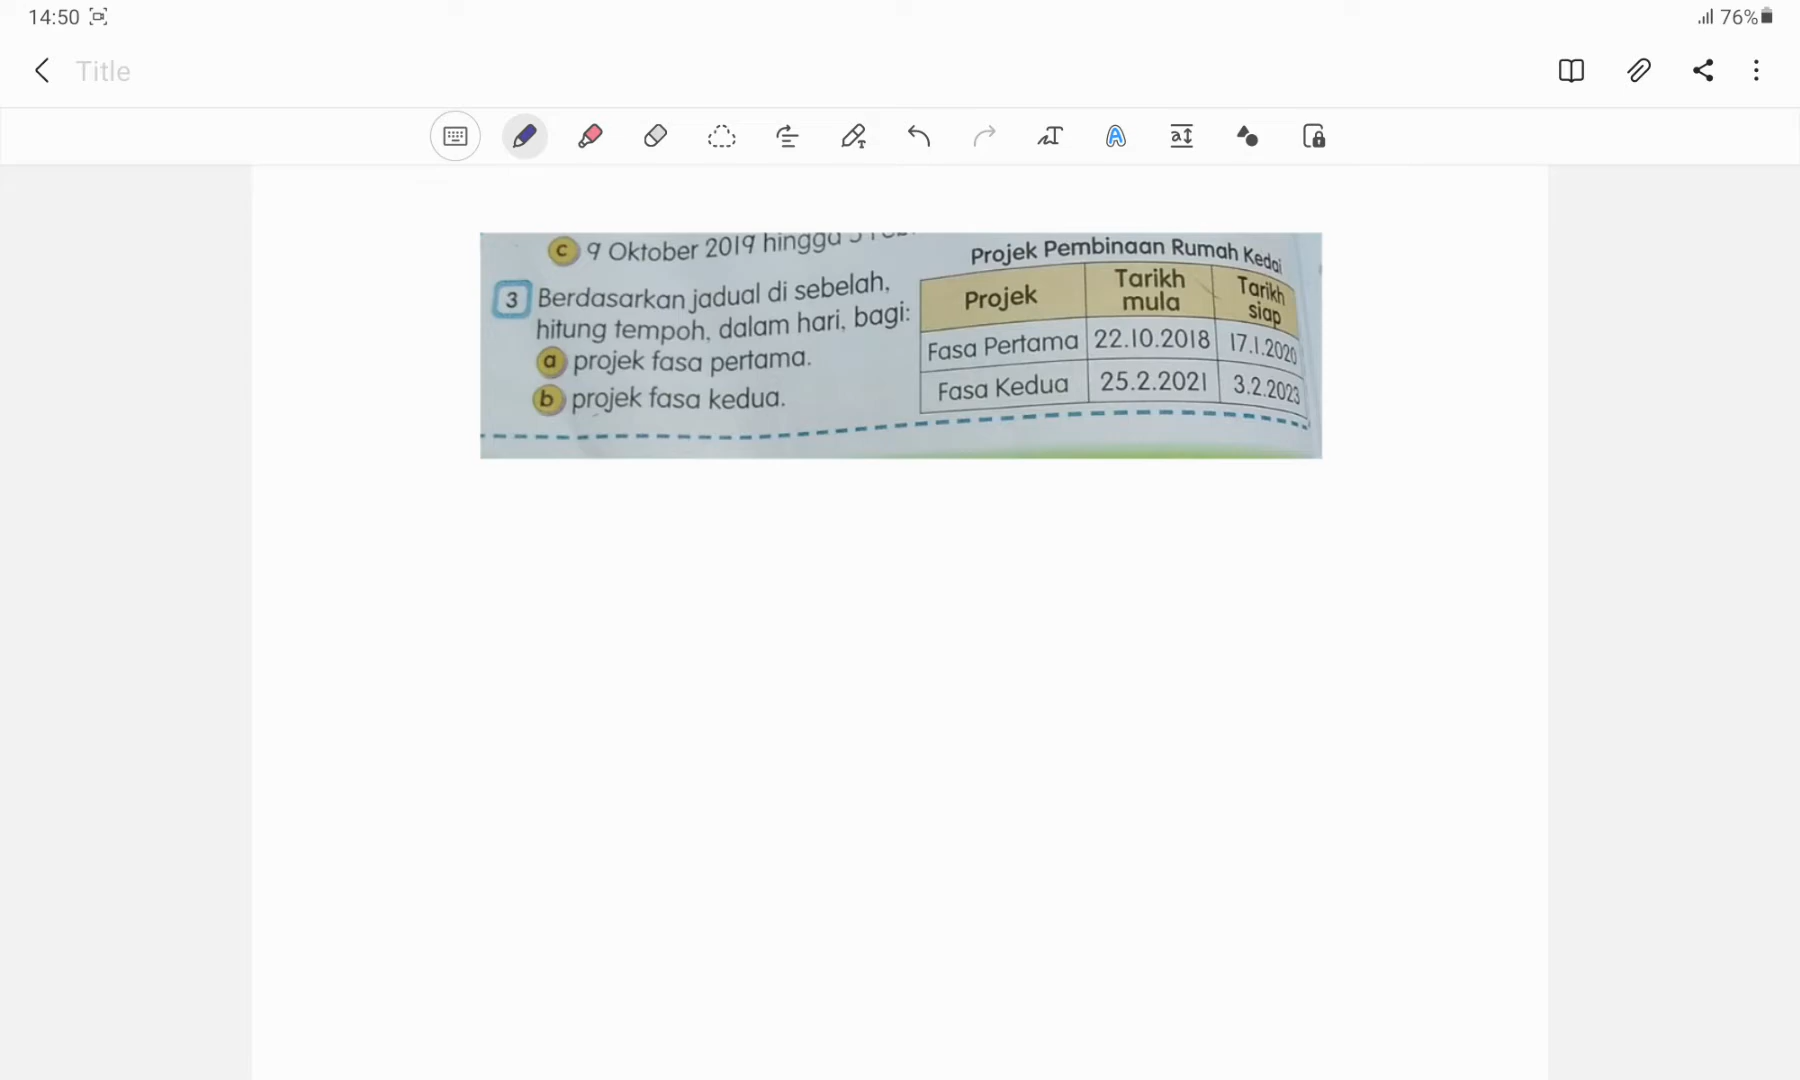 14:50
76%
Title
c 9 Oktober 2019 hingga
3 Berdasarkan jadual di sebelah,
hitung tempoh, dalam hari, bagi:
a projek fasa pertama.
b projek fasa kedua.
Projek Pembinaan Rumah Kedai
Projek Tarikh mula Tarikh siap
Fasa Pertama 22.10.2018 17.1.2020
Fasa Kedua 25.2.2021 3.2.2023